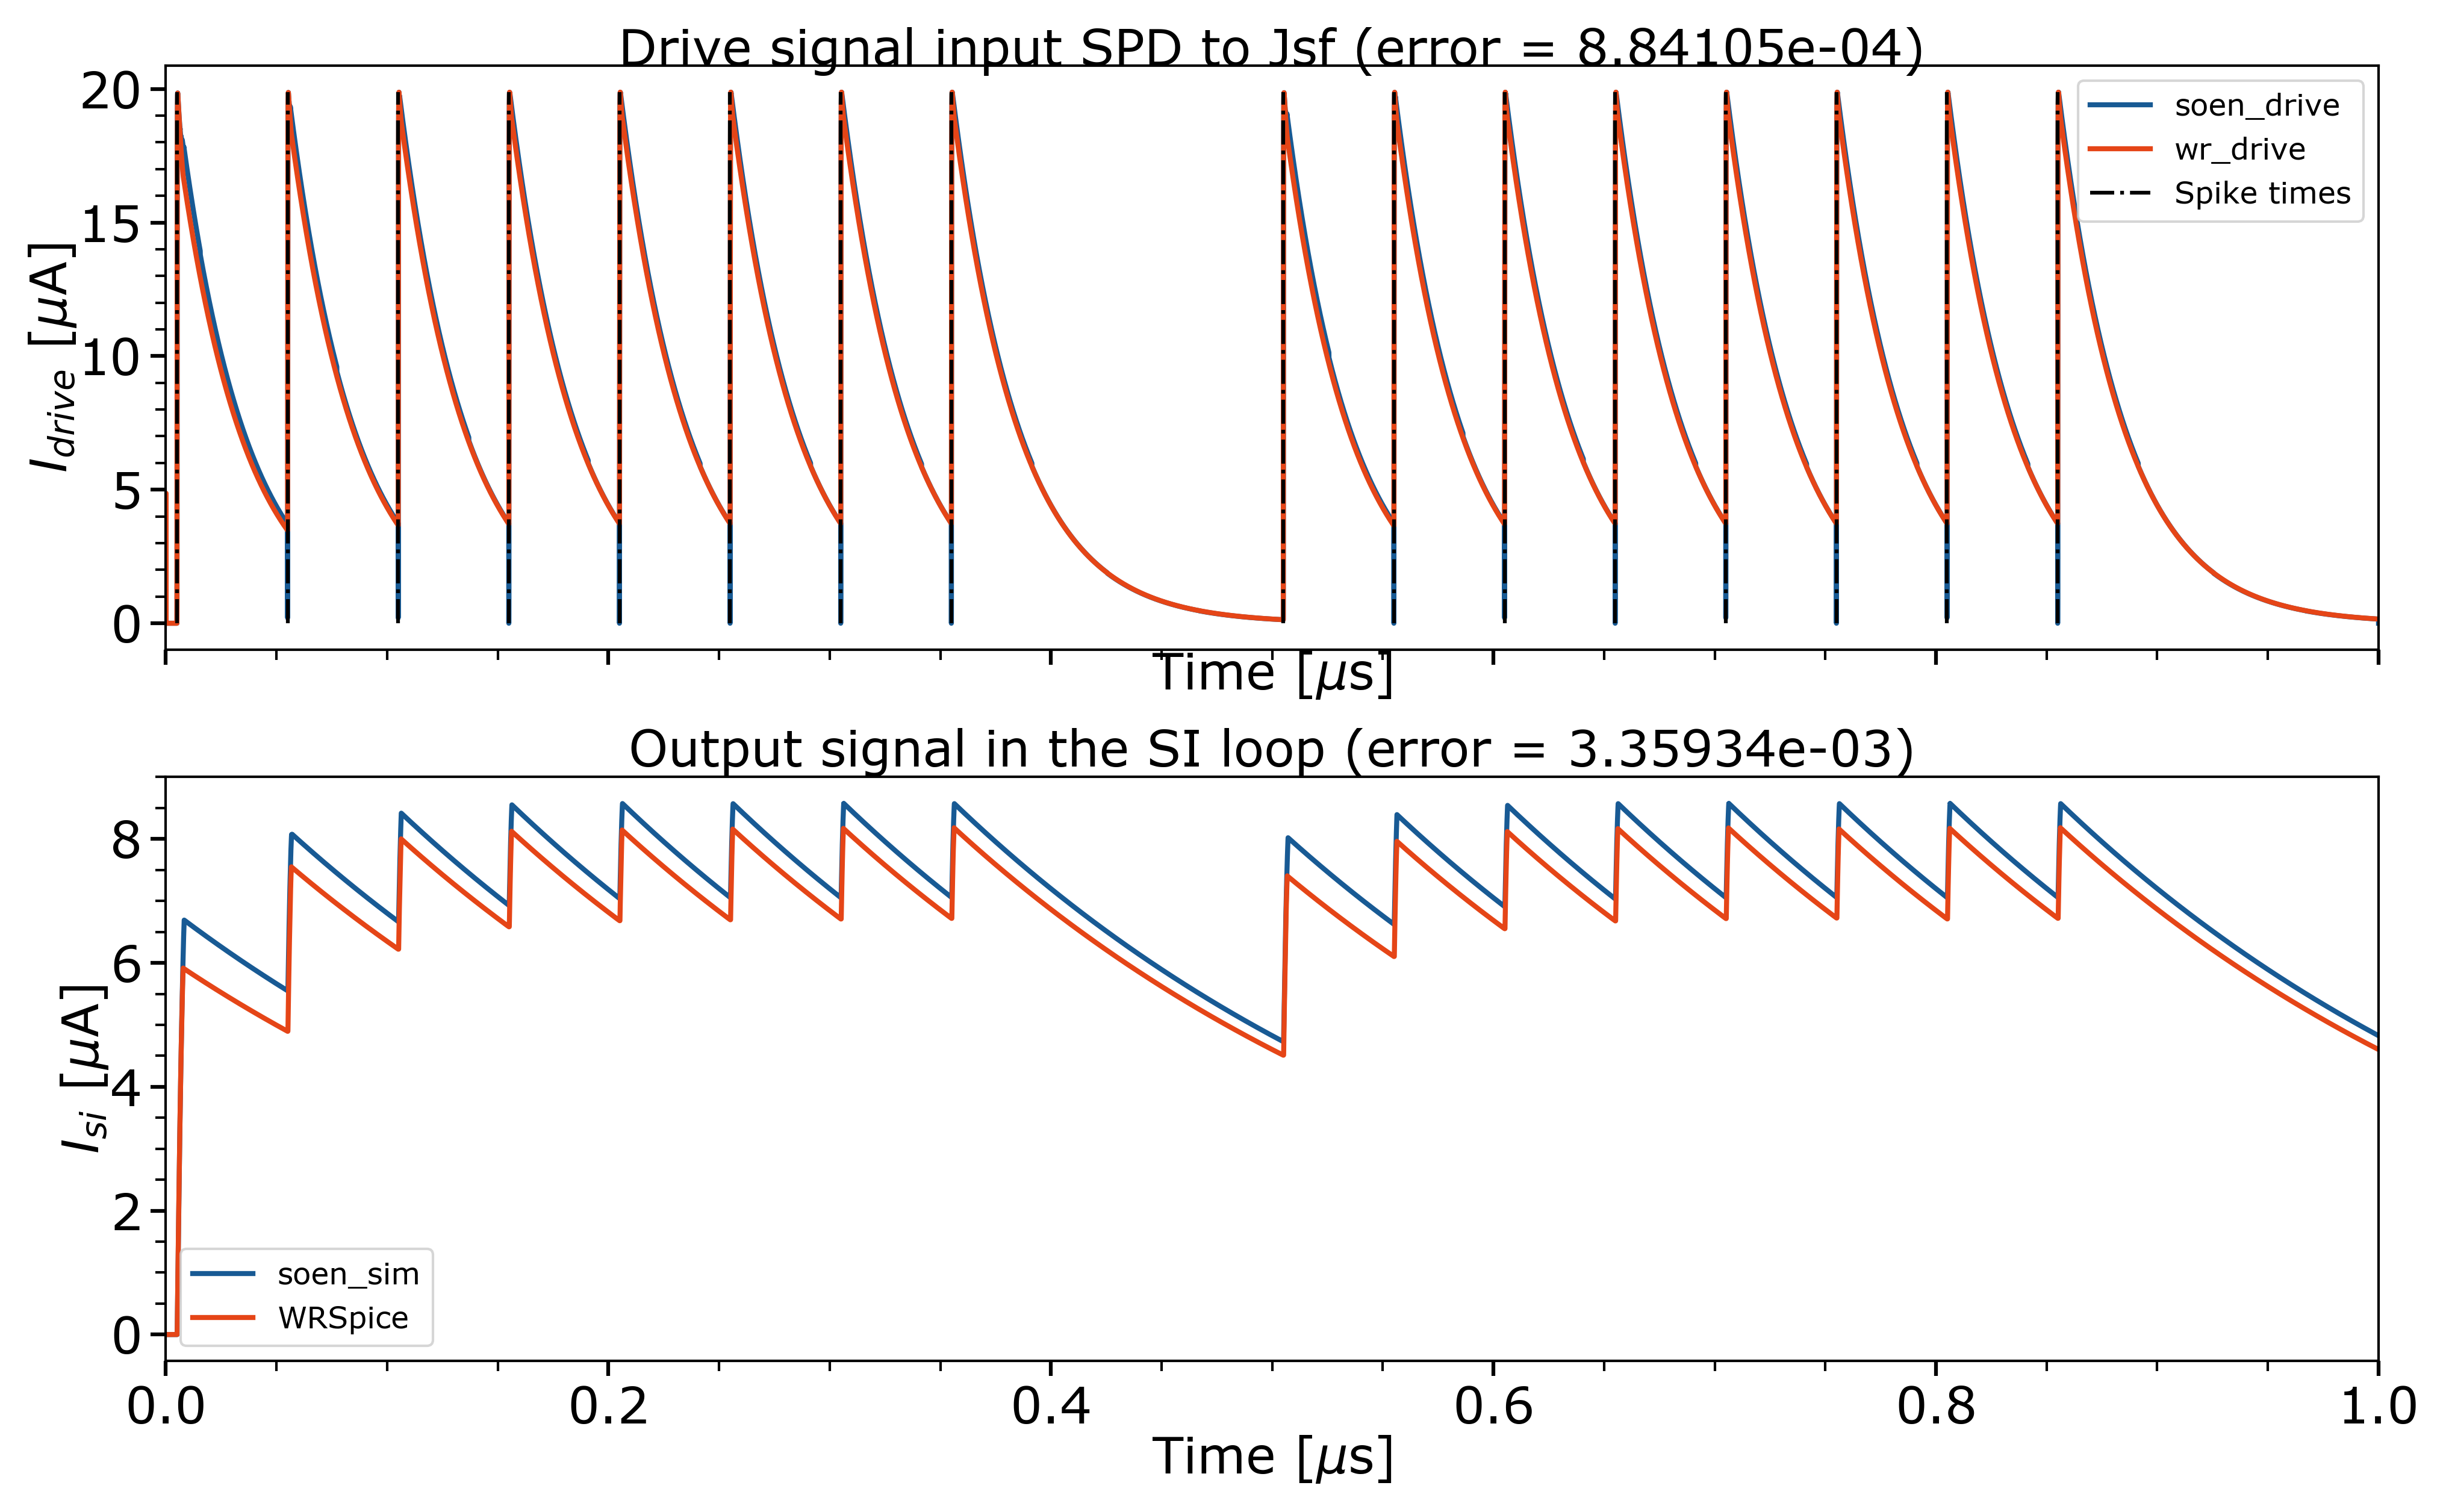 Drive signal input SPD to Jsf (error = 8.84105e-04)
20
15
10
5
0
I_drive [μA]
soen_drive
wr_drive
Spike times
Time [μs]
Output signal in the SI loop (error = 3.35934e-03)
8
6
4
2
0
I_si [μA]
soen_sim
WRSpice
0.0 0.2 0.4 0.6 0.8 1.0
Time [μs]